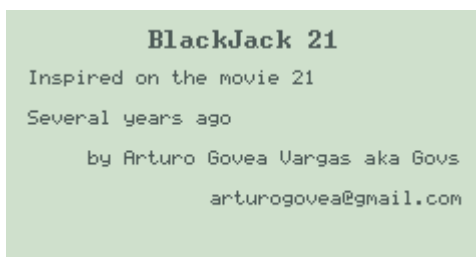 BlackJack 21
Inspired on the movie 21
Several years ago
by Arturo Govea Vargas aka Govs
arturogovea@gmail.com